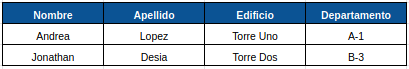 Nombre Apellido Edificio Departamento
Andrea Lopez Torre Uno A-1
Jonathan Desia Torre Dos B-3